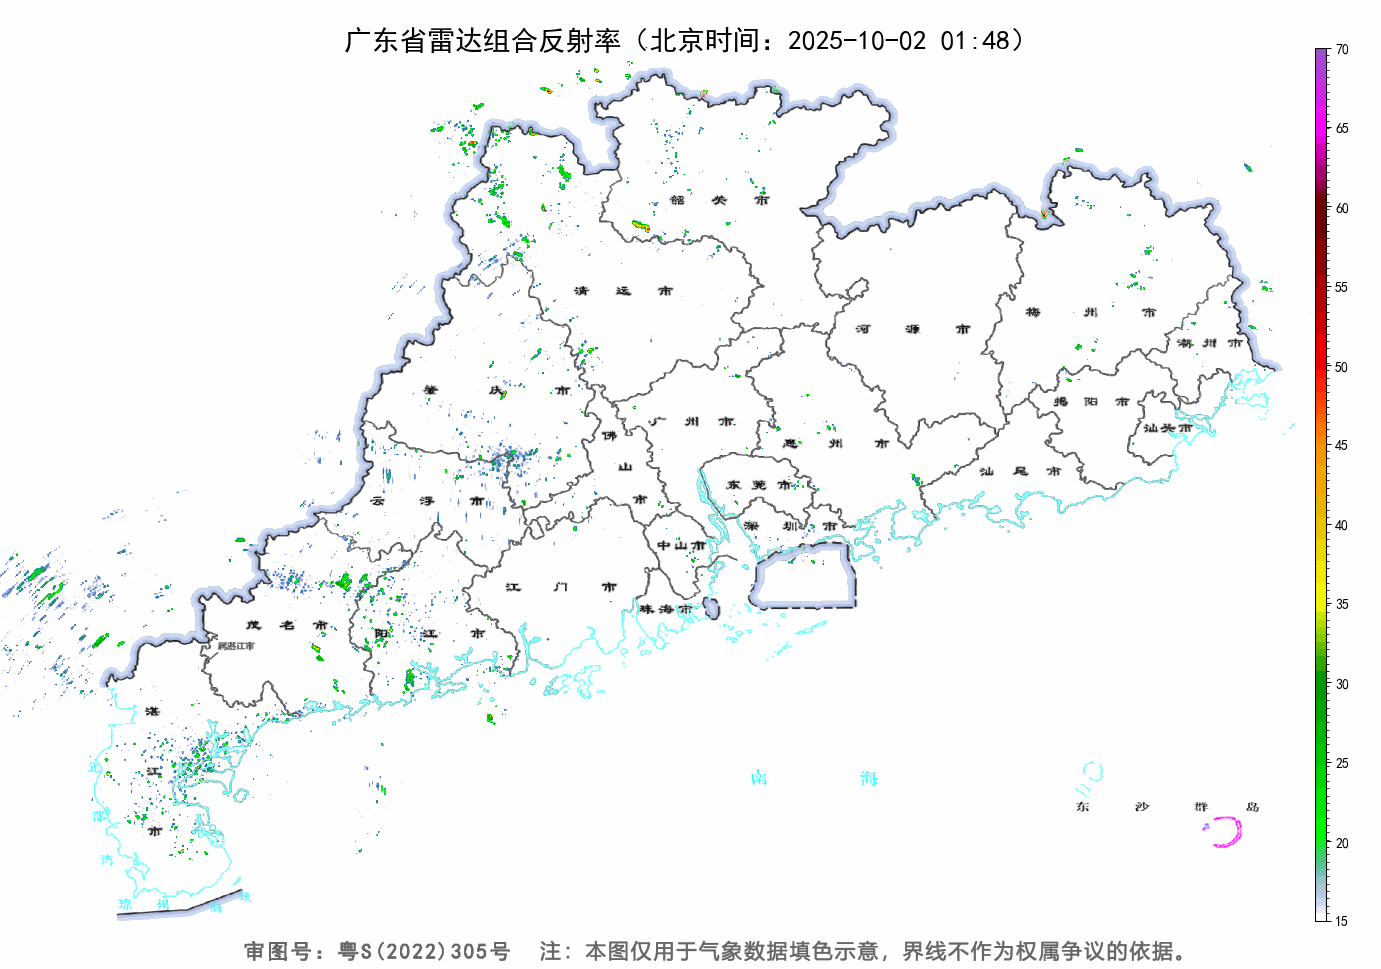 广东省雷达组合反射率（北京时间：2025-10-02 01:48）
70
65
60
55
50
45
40
35
30
25
20
15
韶关市
清远市
河源市
梅州市
潮州市
肇庆市
广州市
惠州市
揭阳市
汕头市
佛山市
云浮市
东莞市
汕尾市
深圳市
中山市
江门市
珠海市
茂名市
阳江市
属湛江市
湛江市
北部湾
琼州海峡
南海
东沙群岛
审图号：粤S(2022)305号 注：本图仅用于气象数据填色示意，界线不作为权属争议的依据。